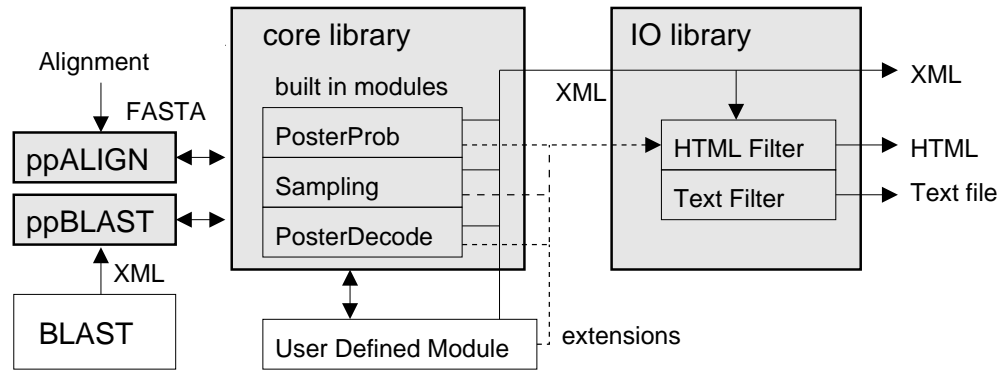 core library
IO library
Alignment
built in modules
XML
XML
FASTA
PosterProb
HTML Filter
HTML
ppALIGN
Sampling
Text Filter
Text file
ppBLAST
PosterDecode
XML
BLAST
User Defined Module
extensions